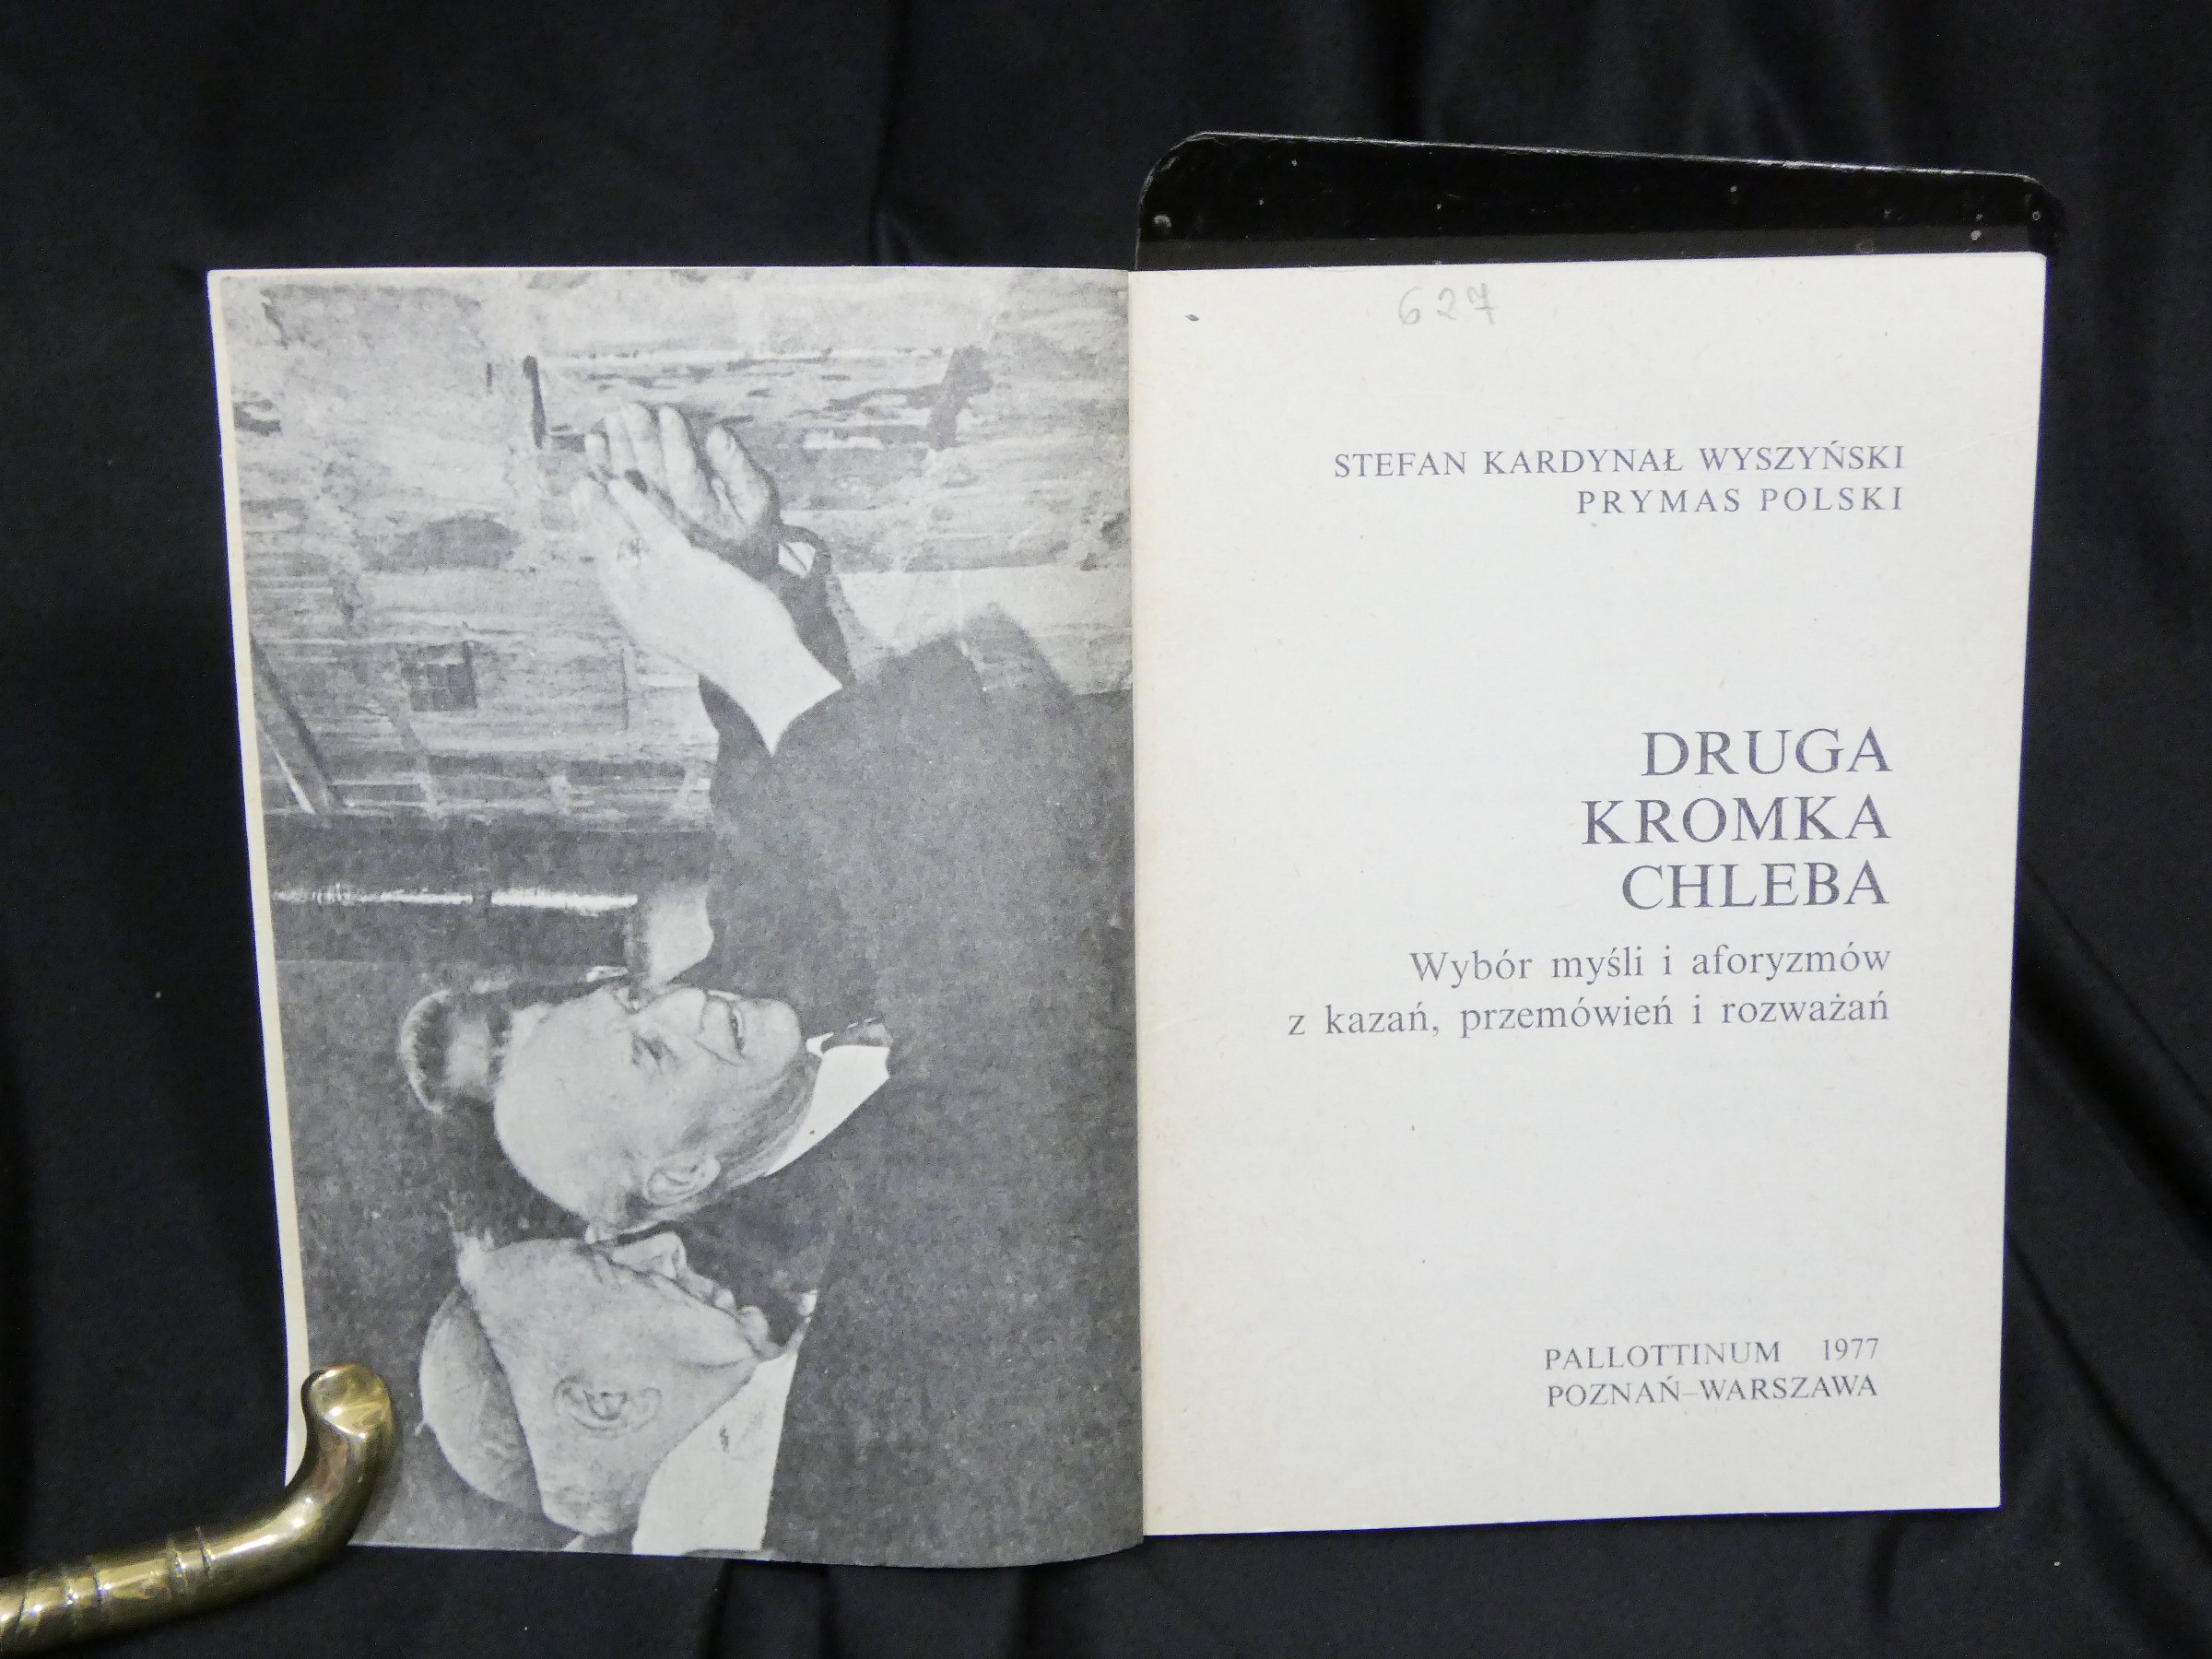 627
STEFAN KARDYNAŁ WYSZYŃSKI
PRYMAS POLSKI
DRUGA
KROMKA
CHLEBA
Wybór myśli i aforyzmów
z kazań, przemówień i rozważań
PALLOTTINUM 1977
POZNAŃ–WARSZAWA